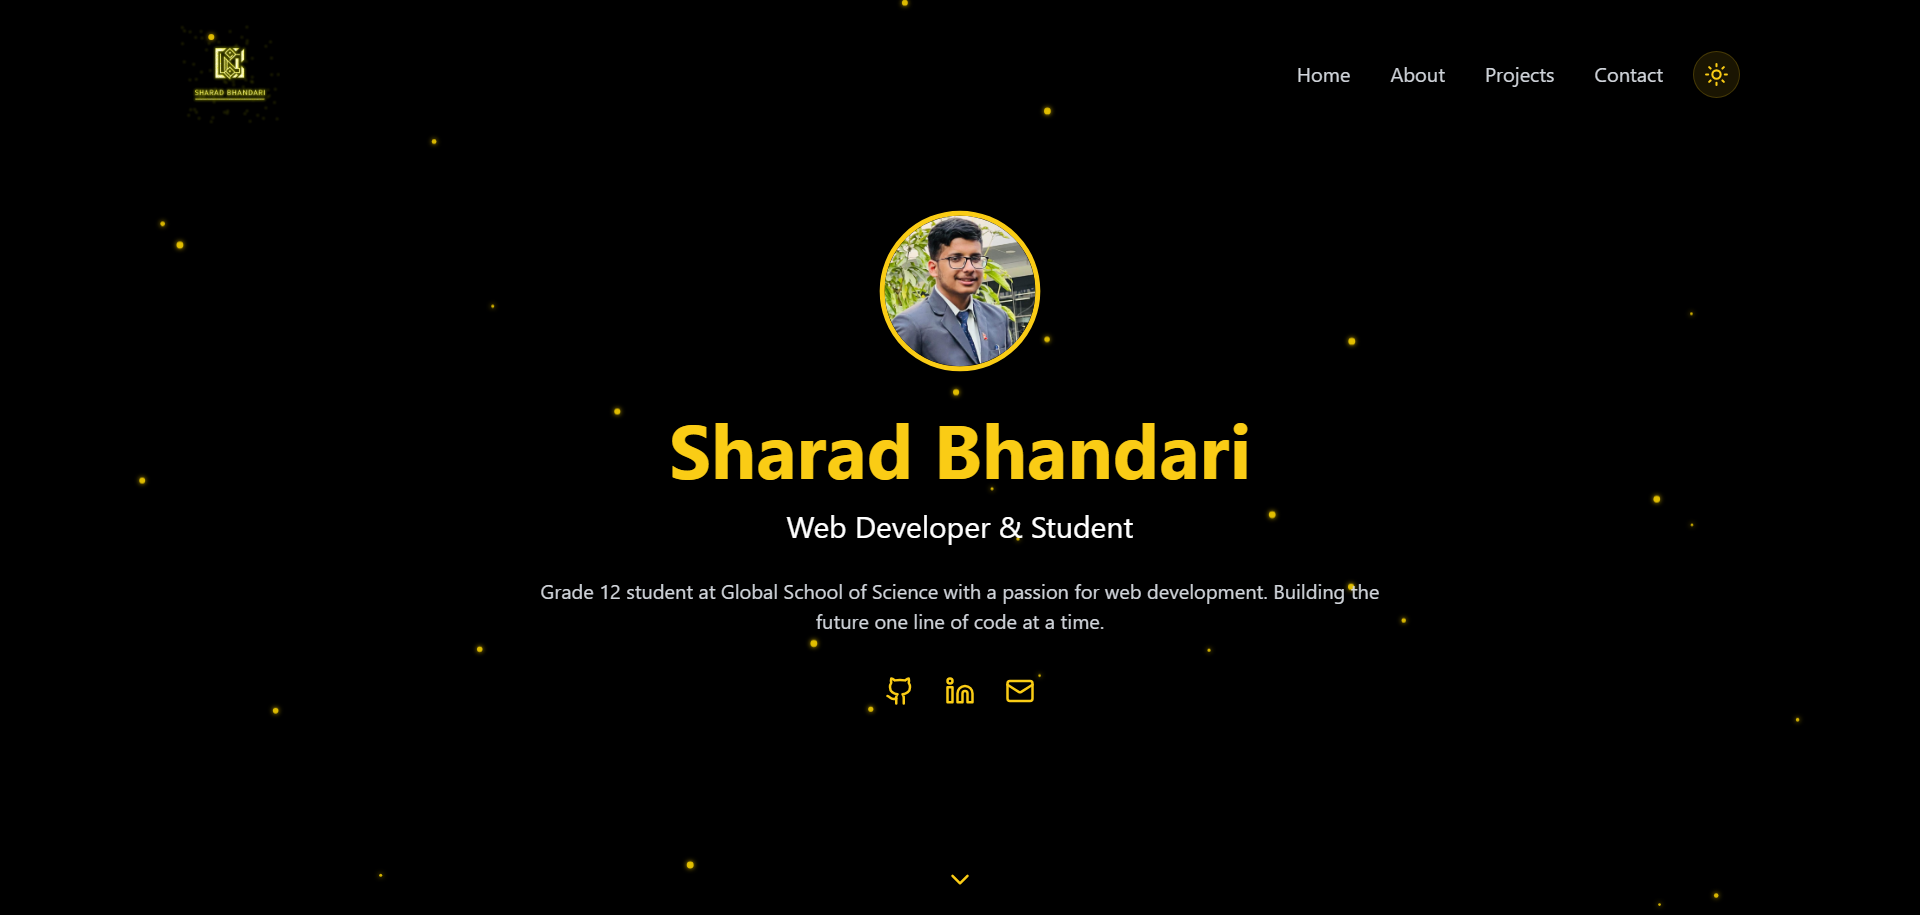 SHARAD BHANDARI
Home About Projects Contact
Sharad Bhandari
Web Developer & Student
Grade 12 student at Global School of Science with a passion for web development. Building the
future one line of code at a time.